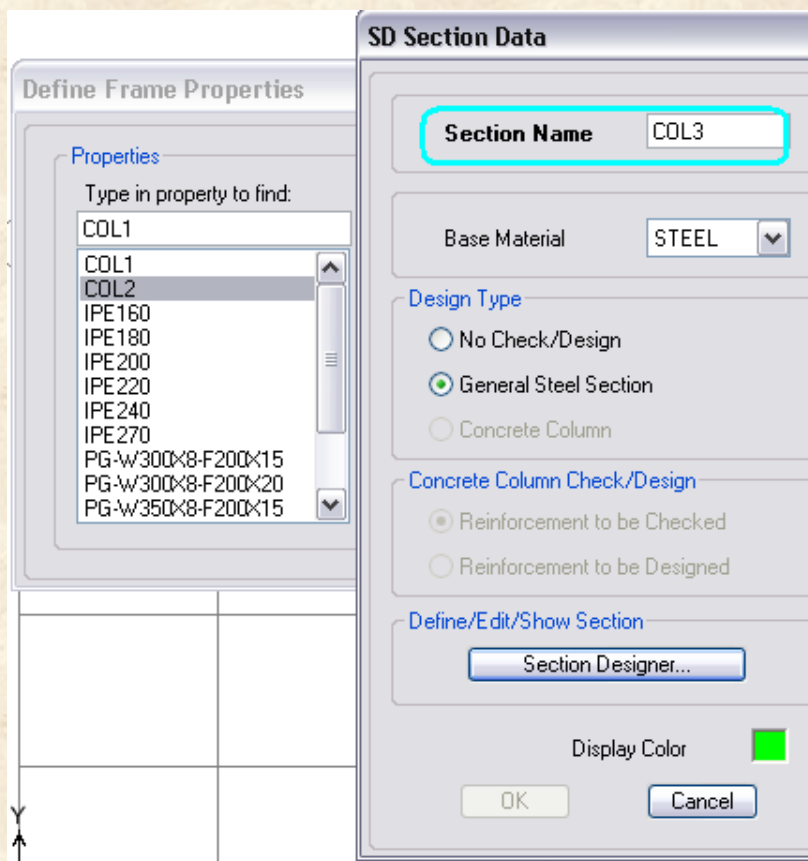 Define Frame Properties
Properties
Type in property to find:
COL1
COL1
COL2
IPE160
IPE180
IPE200
IPE220
IPE240
IPE270
PG-W300X8-F200X15
PG-W300X8-F200X20
PG-W350X8-F200X15
Y
SD Section Data
Section Name COL3
Base Material STEEL
Design Type
No Check/Design
General Steel Section
Concrete Column
Concrete Column Check/Design
Reinforcement to be Checked
Reinforcement to be Designed
Define/Edit/Show Section
Section Designer...
Display Color
OK Cancel